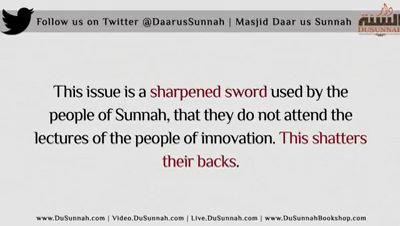 Follow us on Twitter @DaarusSunnah | Masjid Daar us Sunnah
DUSUNNAH
This issue is a sharpened sword used by the
people of Sunnah, that they do not attend the
lectures of the people of innovation. This shatters
their backs.
www.DuSunnah.com | Video.DuSunnah.com | Live.DuSunnah.com | www.DuSunnahBookshop.com